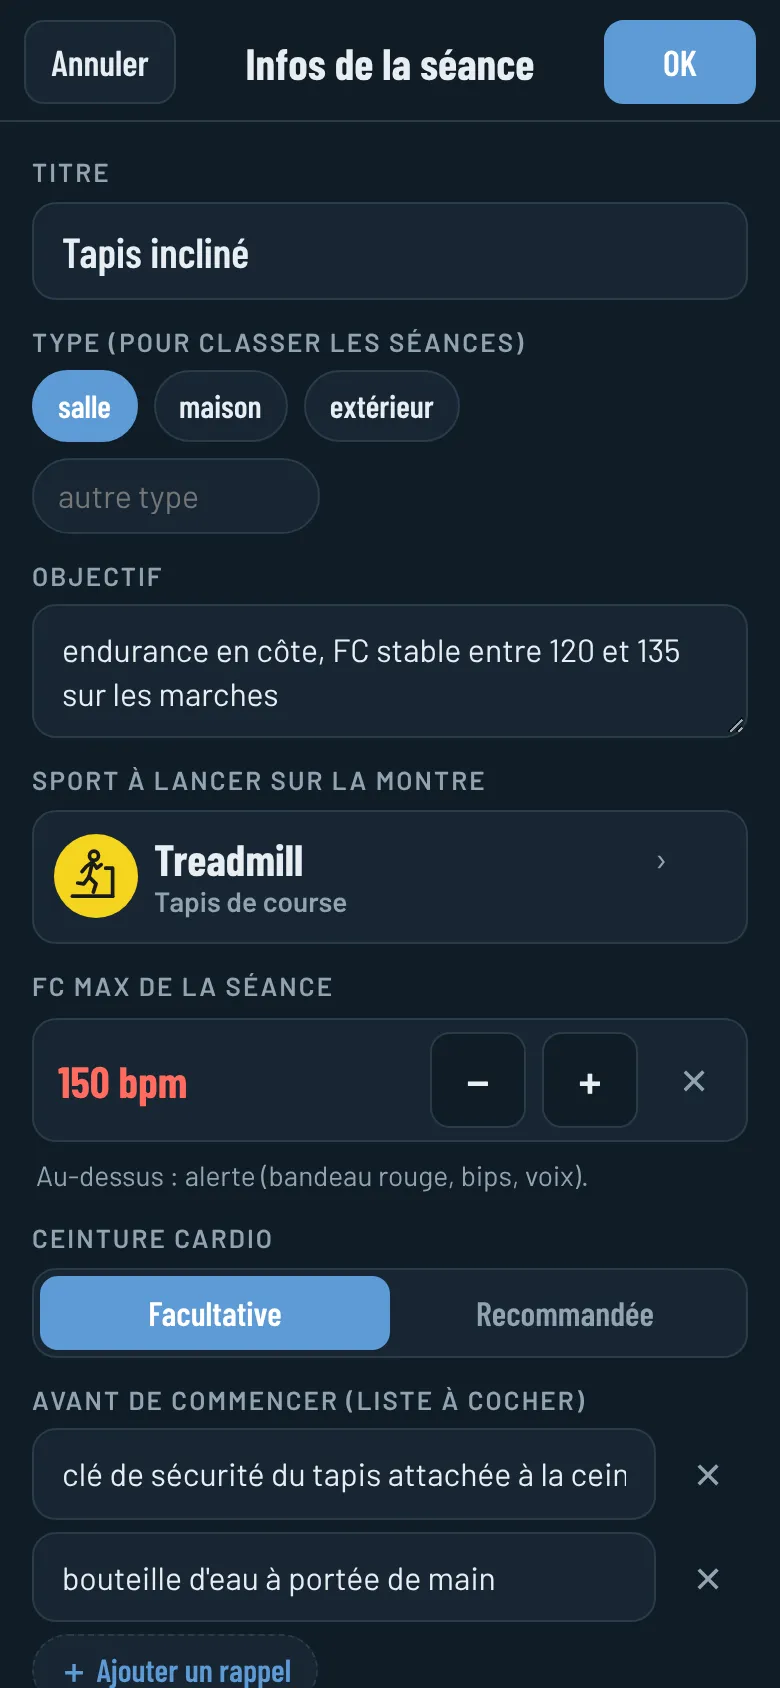 Annuler
Infos de la séance
OK
TITRE
Tapis incliné
TYPE (POUR CLASSER LES SÉANCES)
salle
maison
extérieur
autre type
OBJECTIF
endurance en côte, FC stable entre 120 et 135
sur les marches
SPORT À LANCER SUR LA MONTRE
Treadmill
Tapis de course
FC MAX DE LA SÉANCE
150 bpm
Au-dessus : alerte (bandeau rouge, bips, voix).
CEINTURE CARDIO
Facultative
Recommandée
AVANT DE COMMENCER (LISTE À COCHER)
clé de sécurité du tapis attachée à la cein
bouteille d'eau à portée de main
+ Ajouter un rappel